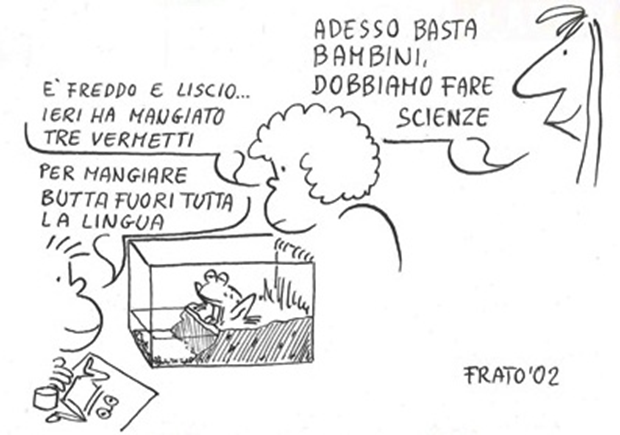 È FREDDO E LISCIO...
IERI HA MANGIATO
TRE VERMETTI
PER MANGIARE
BUTTA FUORI TUTTA
LA LINGUA
ADESSO BASTA
BAMBINI,
DOBBIAMO FARE
SCIENZE
FRATO'02